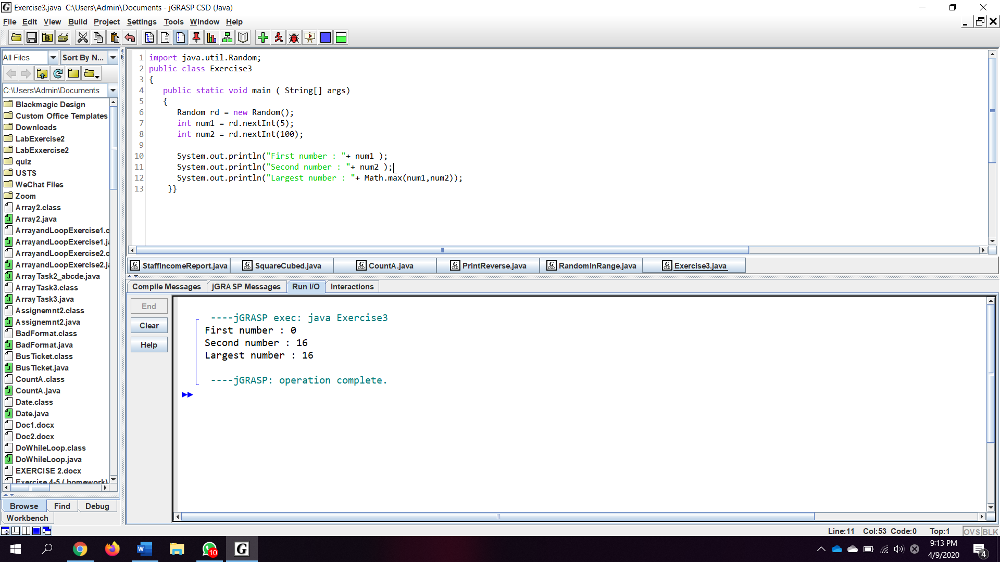 Exercise3.java  C:\Users\Admin\Documents - jGRASP CSD (Java)
File Edit View Build Project Settings Tools Window Help
All Files
Sort By N...
C:\Users\Admin\Documents
Blackmagic Design
Custom Office Templates
Downloads
LabExercise2
LabExxercise2
quiz
USTS
WeChat Files
Zoom
Array2.class
Array2.java
ArrayandLoopExercise1.c
ArrayandLoopExercise1.ja
ArrayandLoopExercise2.c
ArrayandLoopExercise2.ja
ArrayTask2_abcde.java
ArrayTask3.class
ArrayTask3.java
Assignemnt2.class
Assignemnt2.java
BadFormat.class
BadFormat.java
BusTicket.class
BusTicket.java
CountA.class
CountA.java
Date.class
Date.java
Doc1.docx
Doc2.docx
DoWhileLoop.class
DoWhileLoop.java
EXERCISE 2.docx
Exercise 4-5 ( homework)
Browse Find Debug
Workbench
1 import java.util.Random;
2 public class Exercise3
3 {
4    public static void main ( String[] args)
5    {
6       Random rd = new Random();
7       int num1 = rd.nextInt(5);
8       int num2 = rd.nextInt(100);
9
10       System.out.println("First number : "+ num1 );
11       System.out.println("Second number : "+ num2 );
12       System.out.println("Largest number : "+ Math.max(num1,num2));
13     }}
StaffIncomeReport.java SquareCubed.java CountA.java PrintReverse.java RandomInRange.java Exercise3.java
Compile Messages jGRASP Messages Run I/O Interactions
End
Clear
Help
----jGRASP exec: java Exercise3
First number : 0
Second number : 16
Largest number : 16
----jGRASP: operation complete.
Line:11 Col:53 Code:0 Top:1 OVS BLK
10
9:13 PM
4/9/2020
4